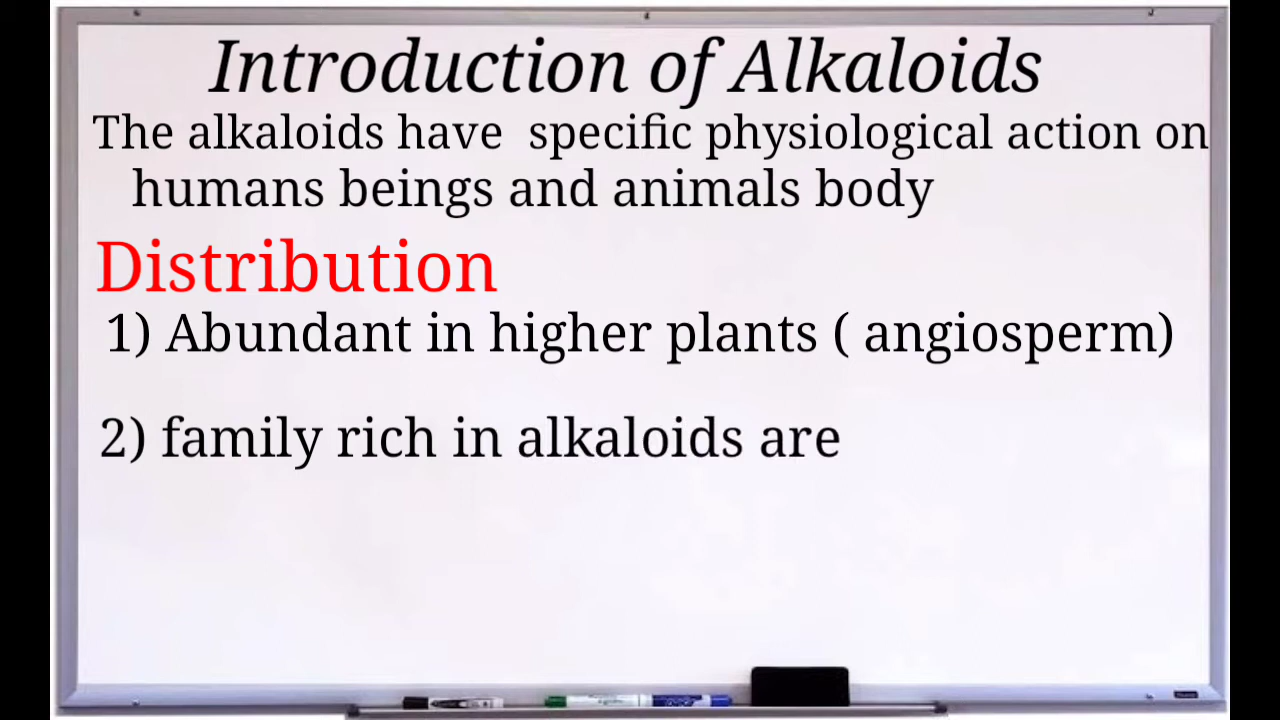 Introduction of Alkaloids
The alkaloids have specific physiological action on
humans beings and animals body
Distribution
1) Abundant in higher plants ( angiosperm)
2) family rich in alkaloids are